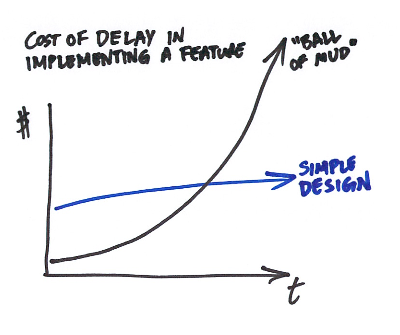 COST OF DELAY IN
IMPLEMENTING A FEATURE
"BALL
OF MUD"
$
SIMPLE
DESIGN
t